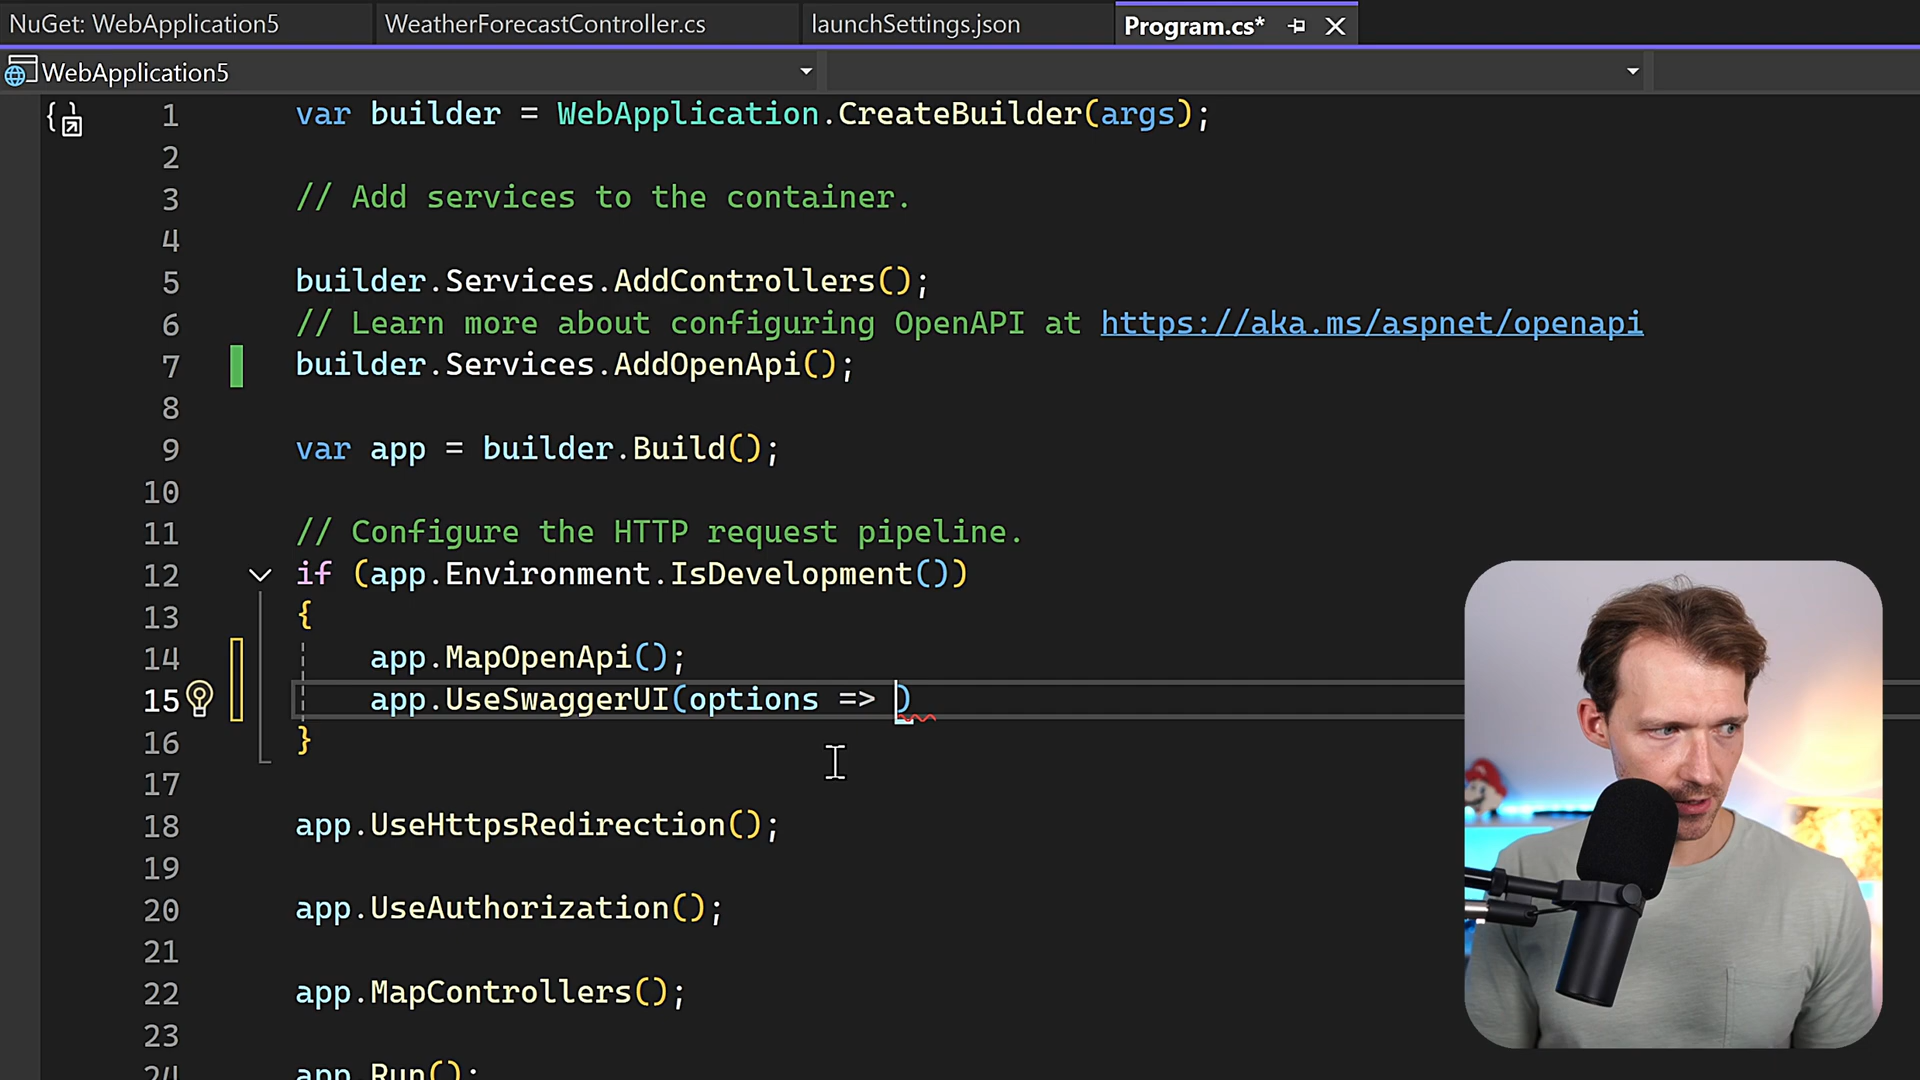 NuGet: WebApplication5
WeatherForecastController.cs
launchSettings.json
Program.cs*
WebApplication5
1 var builder = WebApplication.CreateBuilder(args);
2
3 // Add services to the container.
4
5 builder.Services.AddControllers();
6 // Learn more about configuring OpenAPI at https://aka.ms/aspnet/openapi
7 builder.Services.AddOpenApi();
8
9 var app = builder.Build();
10
11 // Configure the HTTP request pipeline.
12 if (app.Environment.IsDevelopment())
13 {
14 app.MapOpenApi();
15 app.UseSwaggerUI(options => )
16 }
17
18 app.UseHttpsRedirection();
19
20 app.UseAuthorization();
21
22 app.MapControllers();
23
24 app.Run();